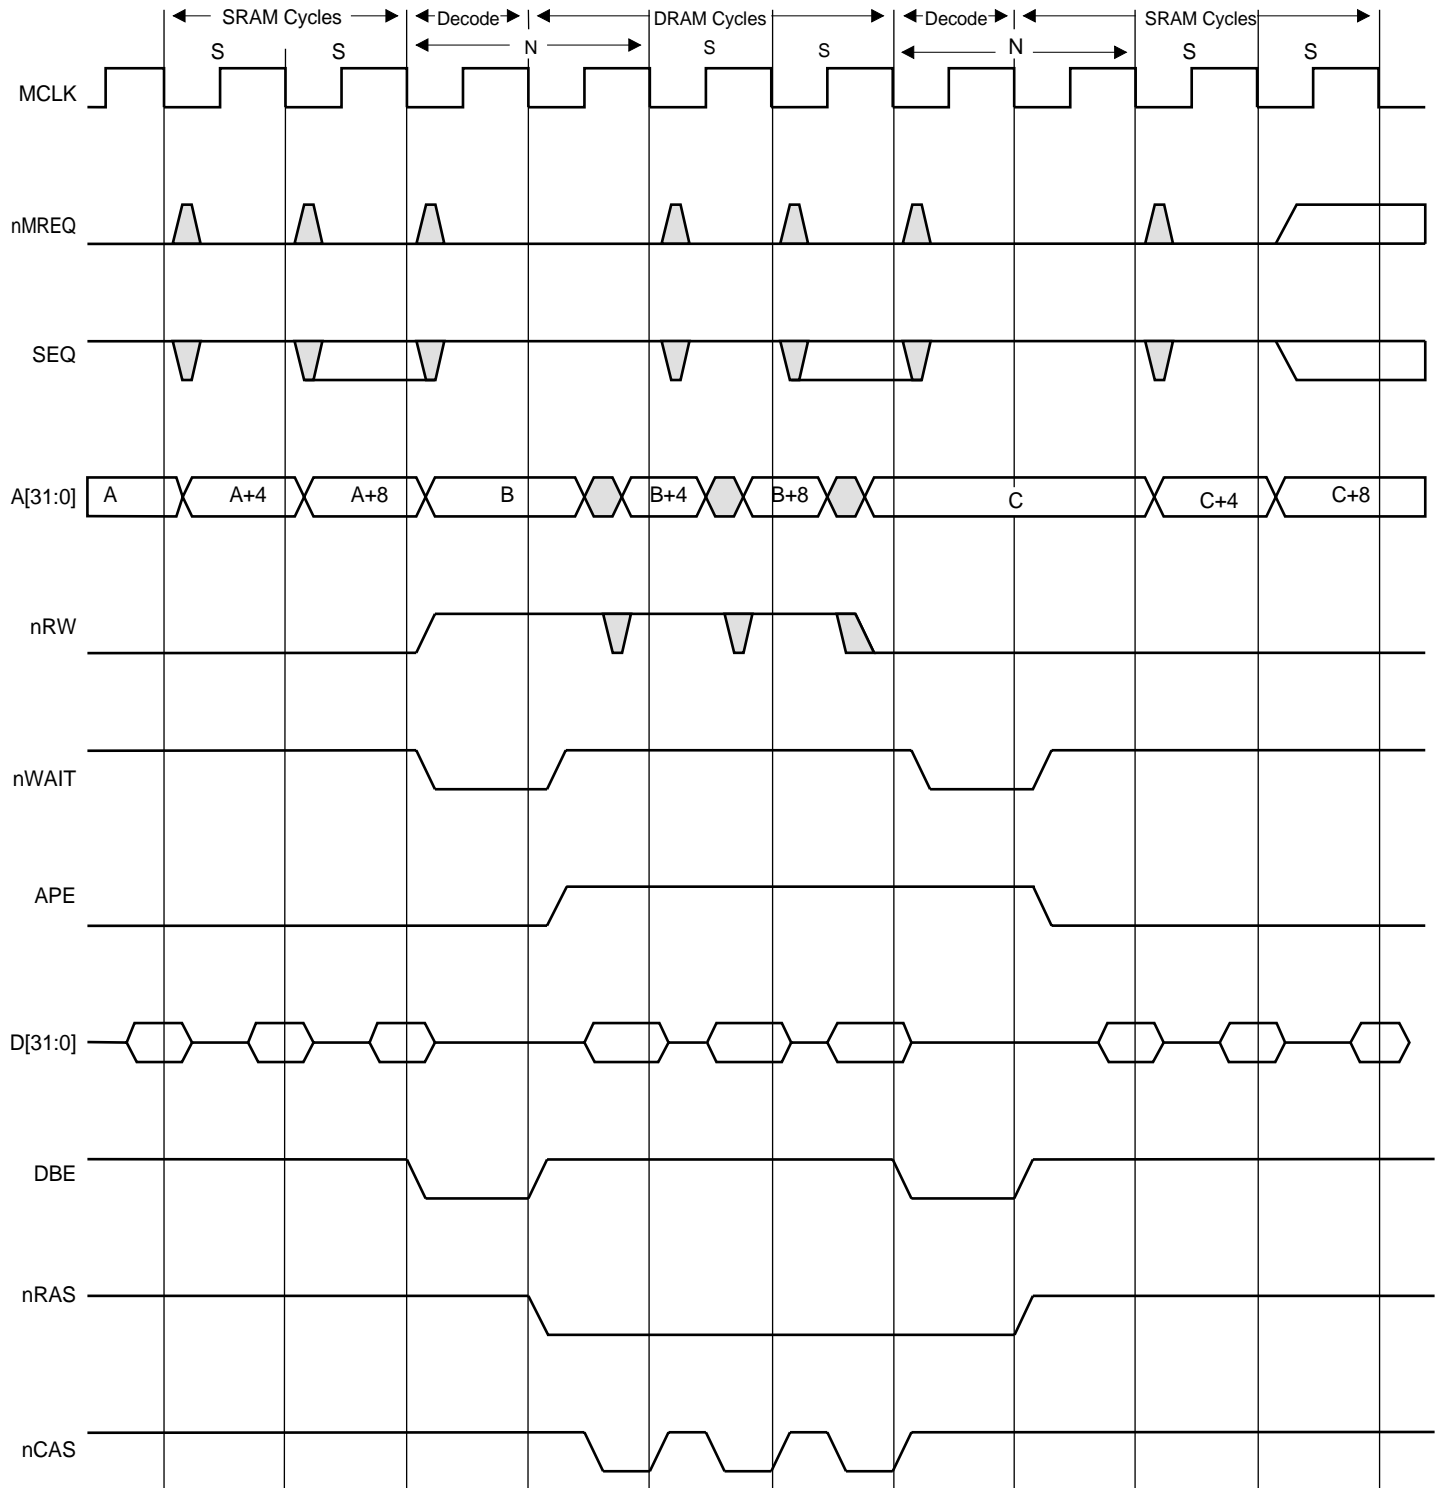 SRAM Cycles Decode DRAM Cycles Decode SRAM Cycles
S S N S S N S S
MCLK
nMREQ
SEQ
A[31:0] A A+4 A+8 B B+4 B+8 C C+4 C+8
nRW
nWAIT
APE
D[31:0]
DBE
nRAS
nCAS